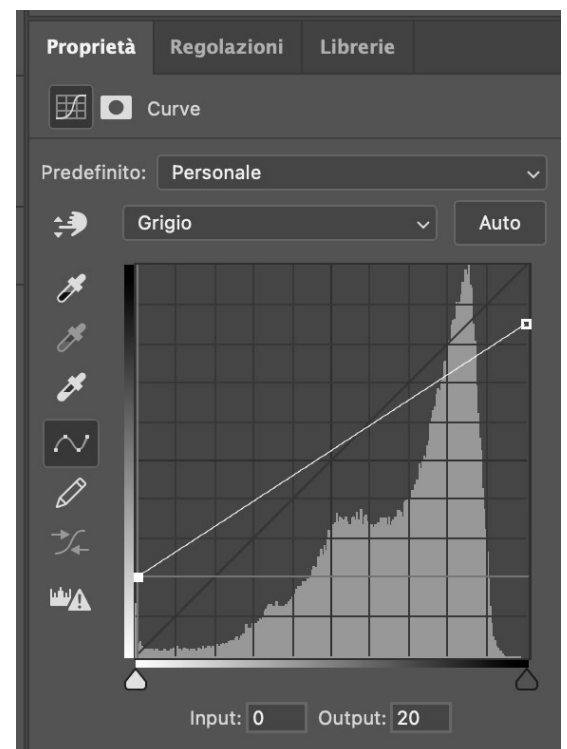 Proprietà Regolazioni Librerie
Curve
Predefinito: Personale
Grigio Auto
Input: 0 Output: 20